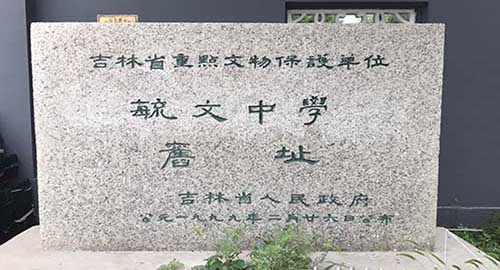 吉林省重點文物保護单位
毓文中學
舊址
吉林省人民政府
公元一九九九年二月廿六日公布